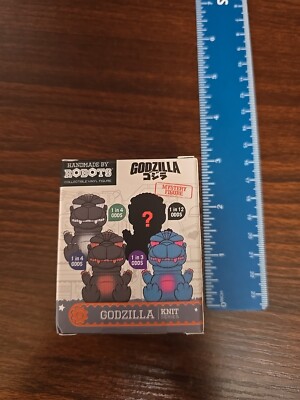 HANDMADE BY
ROBOTS
COLLECTIBLE VINYL FIGURE
GODZILLA
ゴジラ
MYSTERY
FIGURE
1 in 4
ODDS
?
1 in 12
ODDS
1 in 4
ODDS
1 in 3
ODDS
GODZILLA
KNIT
SERIES
S